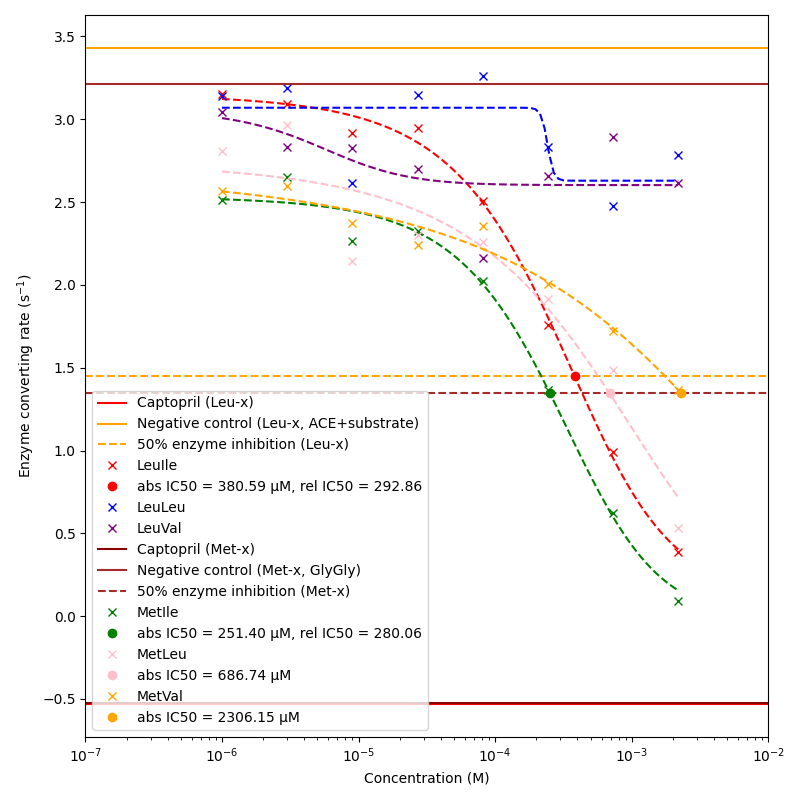 3.5
3.0
2.5
2.0
1.5
1.0
0.5
0.0
−0.5
Enzyme converting rate (s⁻¹)
Captopril (Leu-x)
Negative control (Leu-x, ACE+substrate)
50% enzyme inhibition (Leu-x)
LeuIle
abs IC50 = 380.59 µM, rel IC50 = 292.86
LeuLeu
LeuVal
Captopril (Met-x)
Negative control (Met-x, GlyGly)
50% enzyme inhibition (Met-x)
MetIle
abs IC50 = 251.40 µM, rel IC50 = 280.06
MetLeu
abs IC50 = 686.74 µM
MetVal
abs IC50 = 2306.15 µM
10⁻⁷ 10⁻⁶ 10⁻⁵ 10⁻⁴ 10⁻³ 10⁻²
Concentration (M)